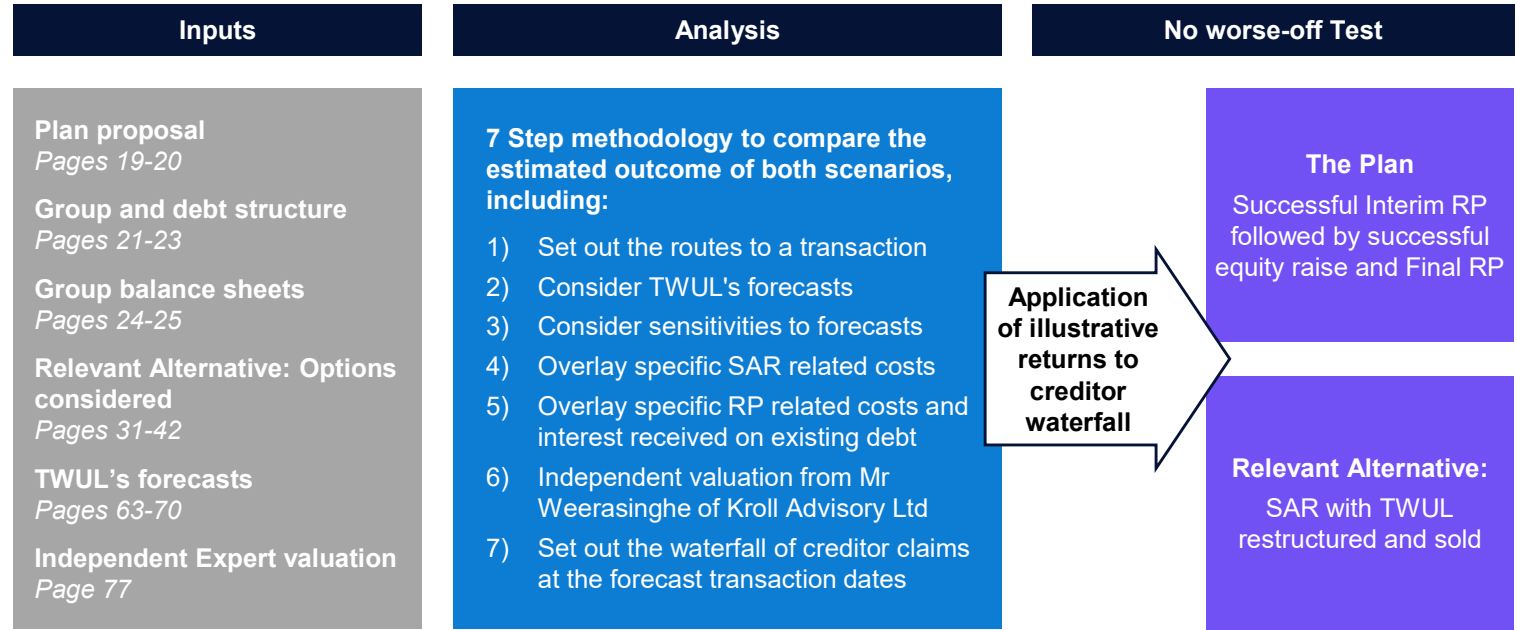 Inputs
Plan proposal
Pages 19-20
Group and debt structure
Pages 21-23
Group balance sheets
Pages 24-25
Relevant Alternative: Options
considered
Pages 31-42
TWUL’s forecasts
Pages 63-70
Independent Expert valuation
Page 77
Analysis
7 Step methodology to compare the
estimated outcome of both scenarios,
including:
1) Set out the routes to a transaction
2) Consider TWUL's forecasts
3) Consider sensitivities to forecasts
4) Overlay specific SAR related costs
5) Overlay specific RP related costs and
interest received on existing debt
6) Independent valuation from Mr
Weerasinghe of Kroll Advisory Ltd
7) Set out the waterfall of creditor claims
at the forecast transaction dates
Application
of illustrative
returns to
creditor
waterfall
No worse-off Test
The Plan
Successful Interim RP
followed by successful
equity raise and Final RP
Relevant Alternative:
SAR with TWUL
restructured and sold